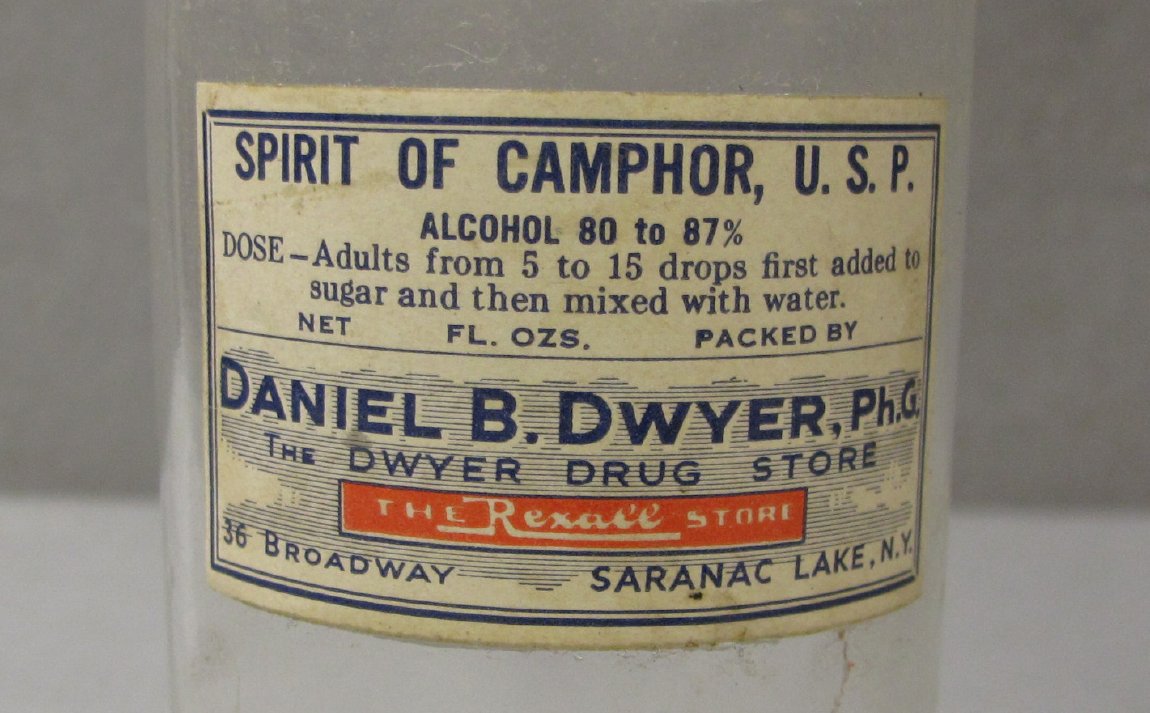 SPIRIT OF CAMPHOR, U. S. P.
ALCOHOL 80 to 87%
DOSE – Adults from 5 to 15 drops first added to
sugar and then mixed with water.
NET FL. OZS. PACKED BY
DANIEL B. DWYER, Ph.G.
THE DWYER DRUG STORE
THE Rexall STORE
36 BROADWAY SARANAC LAKE, N.Y.